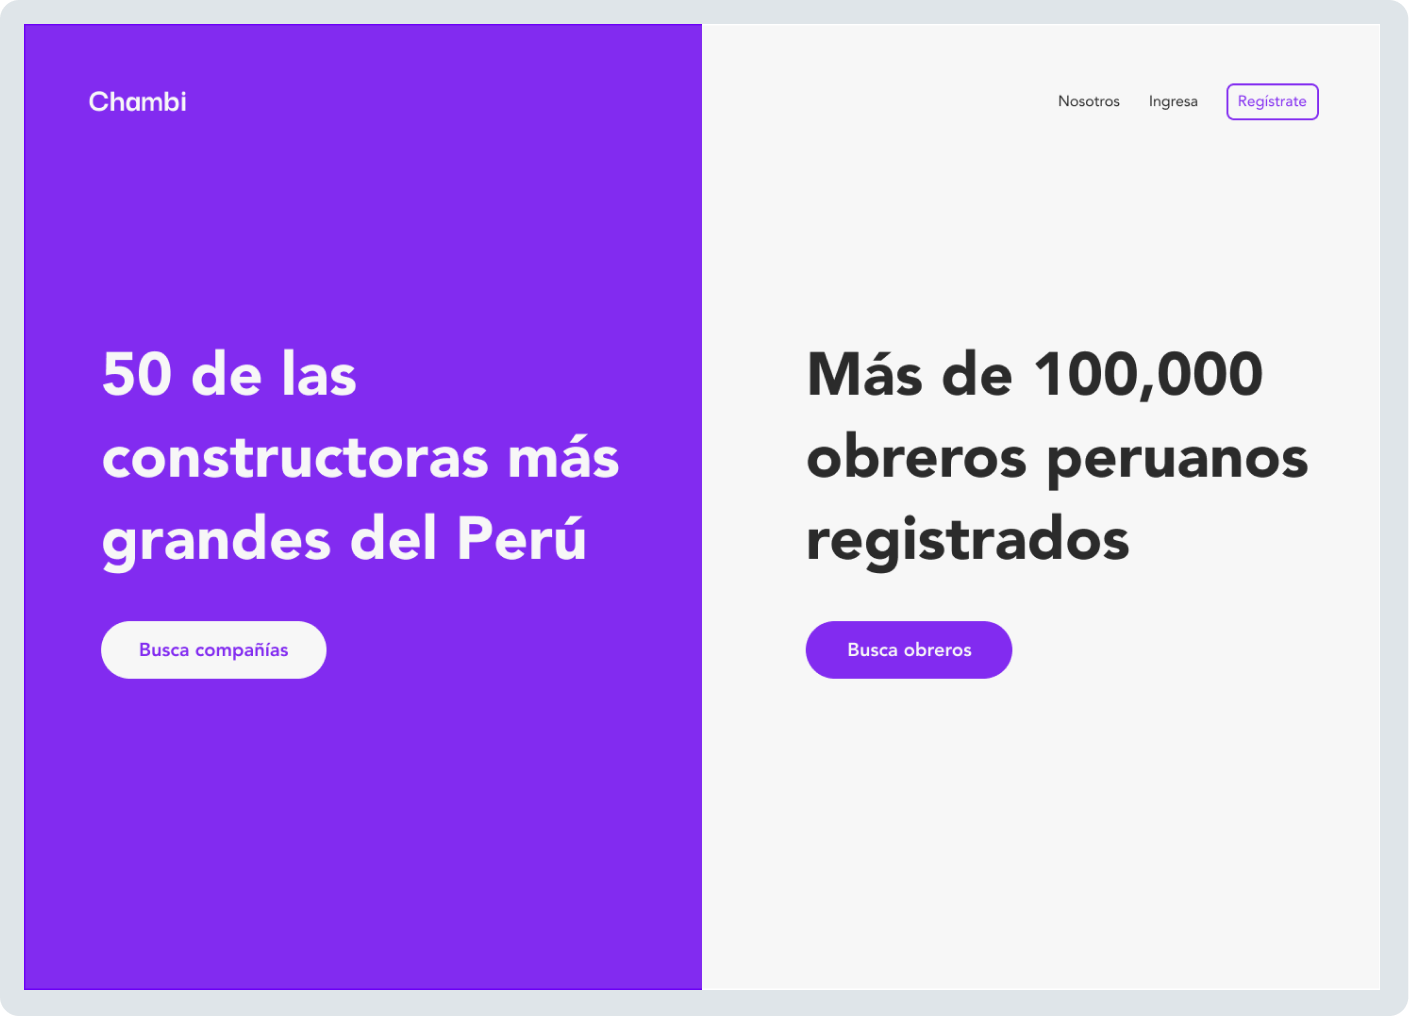 Chambi
Nosotros Ingresa Regístrate
50 de las
constructoras más
grandes del Perú
Busca compañías
Más de 100,000
obreros peruanos
registrados
Busca obreros